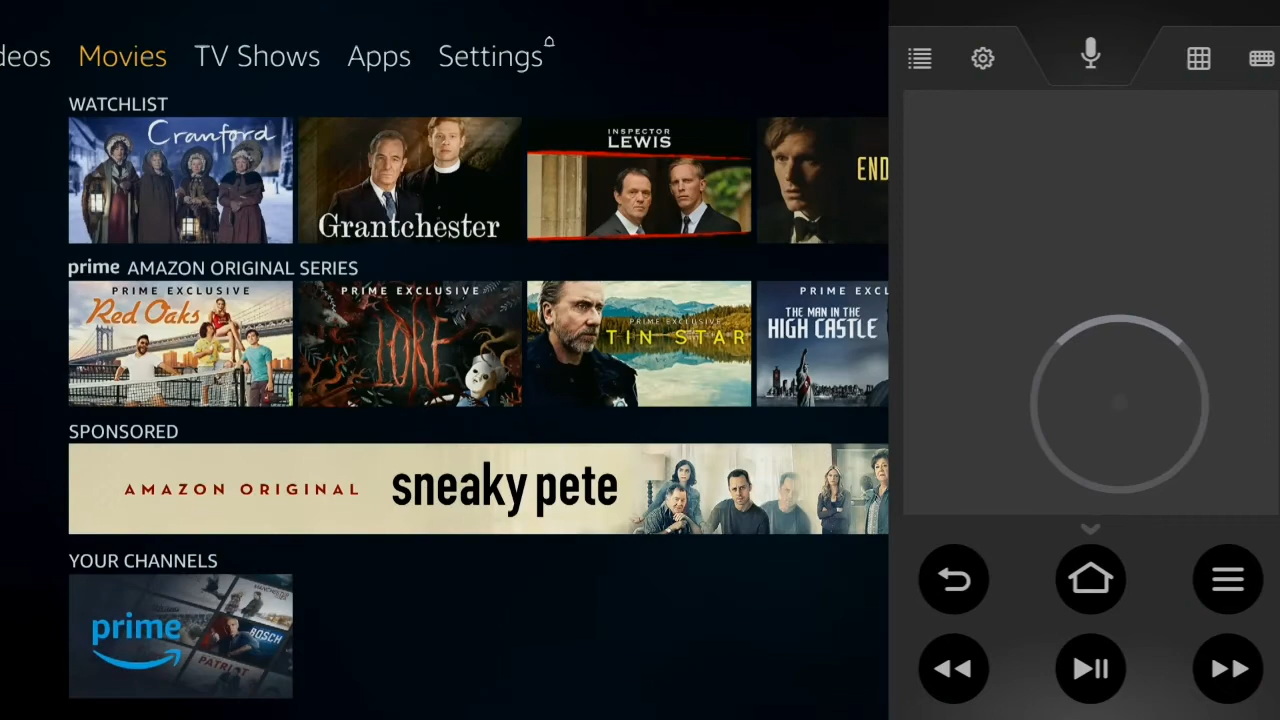 deos Movies TV Shows Apps Settings
WATCHLIST
Cranford
Grantchester
INSPECTOR
LEWIS
END
prime AMAZON ORIGINAL SERIES
PRIME EXCLUSIVE
Red Oaks
PRIME EXCLUSIVE
LORE
PRIME EXCLUSIVE
TIN STAR
PRIME EXCL
THE MAN IN THE
HIGH CASTLE
SPONSORED
AMAZON ORIGINAL sneaky pete
YOUR CHANNELS
prime
BOSCH
PATRIOT